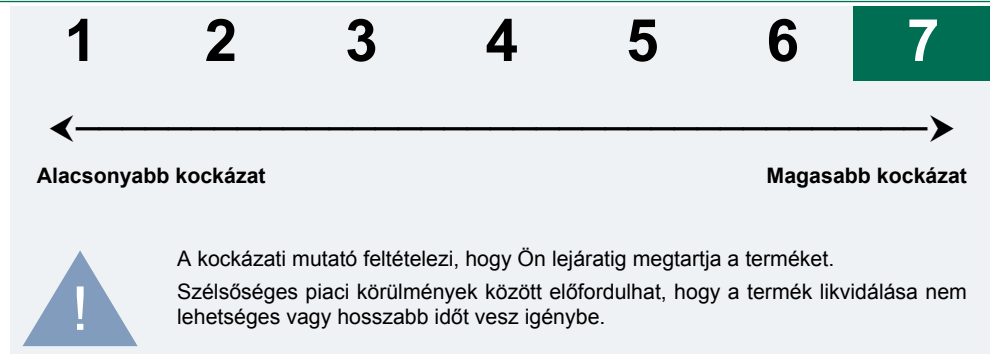 1 2 3 4 5 6 7
Alacsonyabb kockázat Magasabb kockázat
A kockázati mutató feltételezi, hogy Ön lejáratig megtartja a terméket.
Szélsőséges piaci körülmények között előfordulhat, hogy a termék likvidálása nem
lehetséges vagy hosszabb időt vesz igénybe.
!